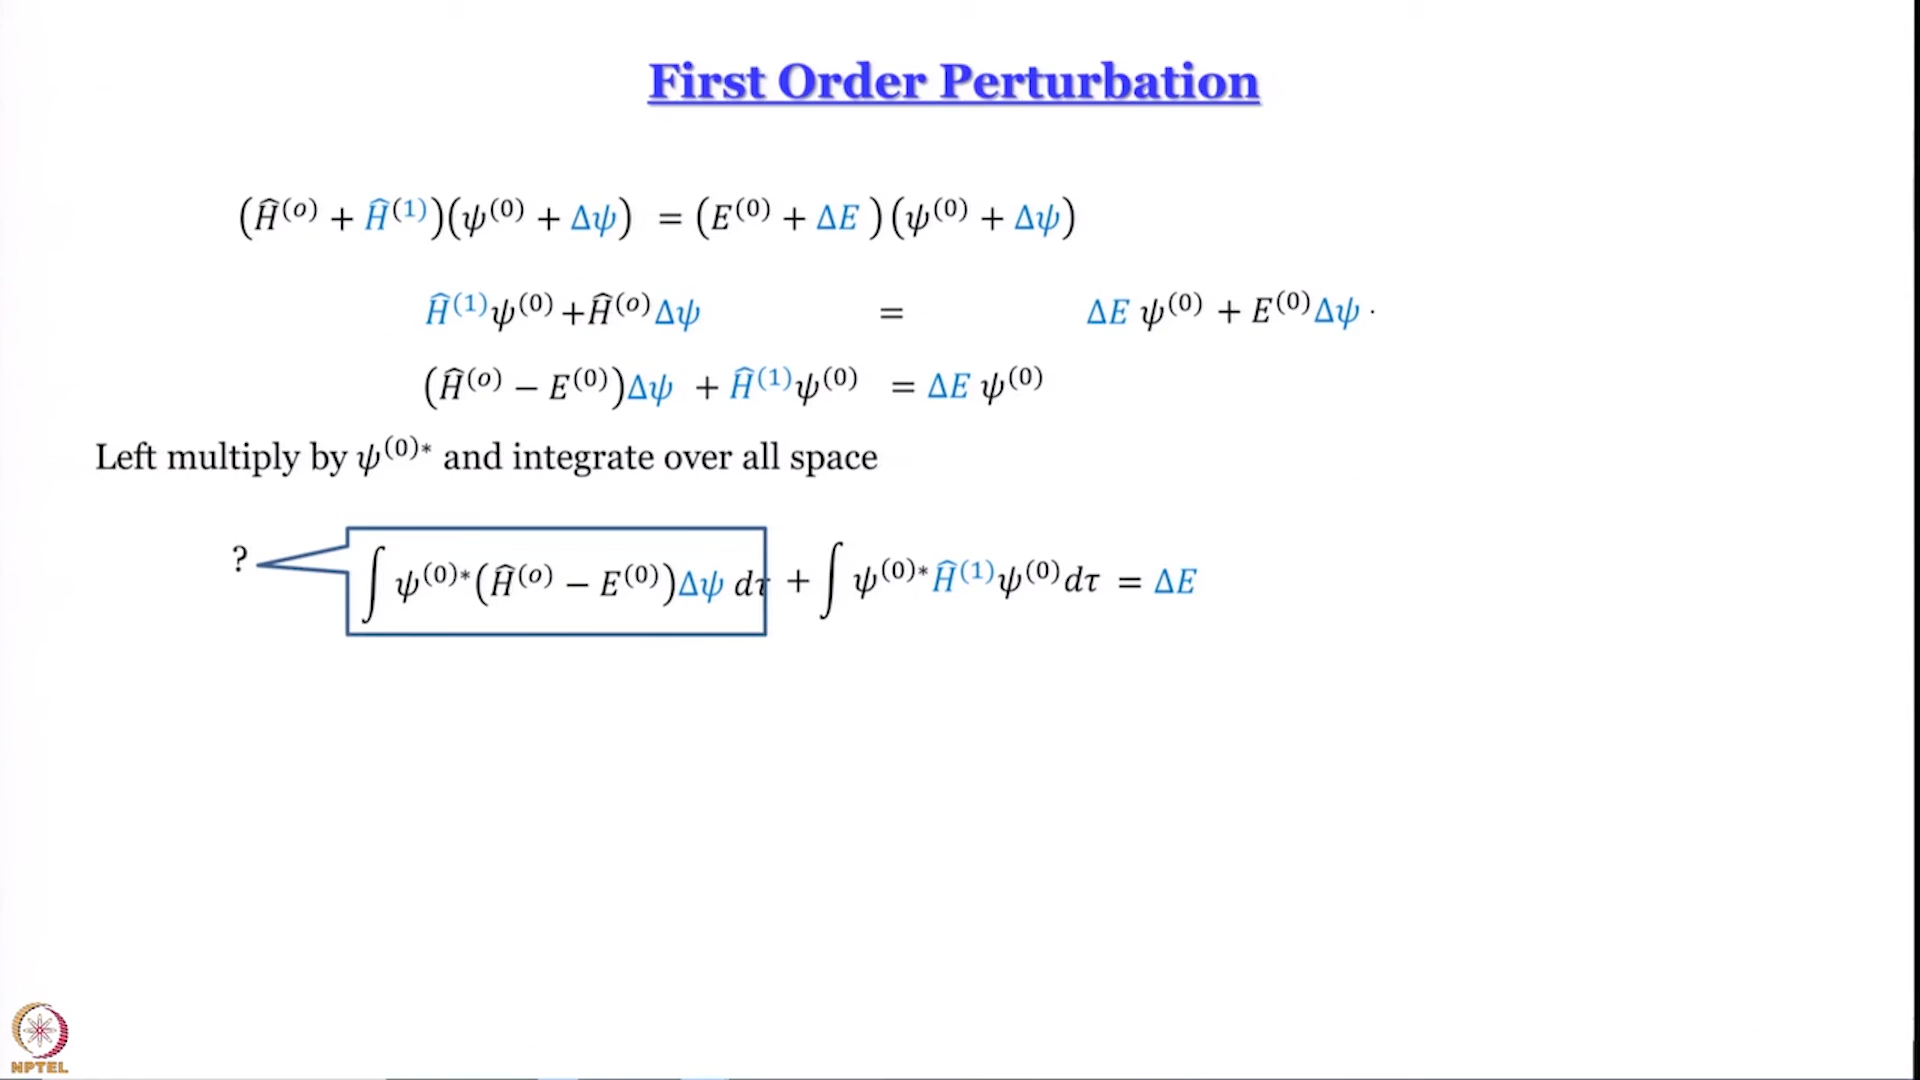 First Order Perturbation
(Ĥ⁽ᵒ⁾ + Ĥ⁽¹⁾)(ψ⁽⁰⁾ + Δψ) = (E⁽⁰⁾ + ΔE )(ψ⁽⁰⁾ + Δψ)
Ĥ⁽¹⁾ψ⁽⁰⁾ +Ĥ⁽ᵒ⁾Δψ = ΔE ψ⁽⁰⁾ + E⁽⁰⁾Δψ ·
(Ĥ⁽ᵒ⁾ − E⁽⁰⁾)Δψ + Ĥ⁽¹⁾ψ⁽⁰⁾ = ΔE ψ⁽⁰⁾
Left multiply by ψ⁽⁰⁾* and integrate over all space
? ∫ ψ⁽⁰⁾*(Ĥ⁽ᵒ⁾ − E⁽⁰⁾)Δψ dτ + ∫ ψ⁽⁰⁾*Ĥ⁽¹⁾ψ⁽⁰⁾dτ = ΔE
NPTEL